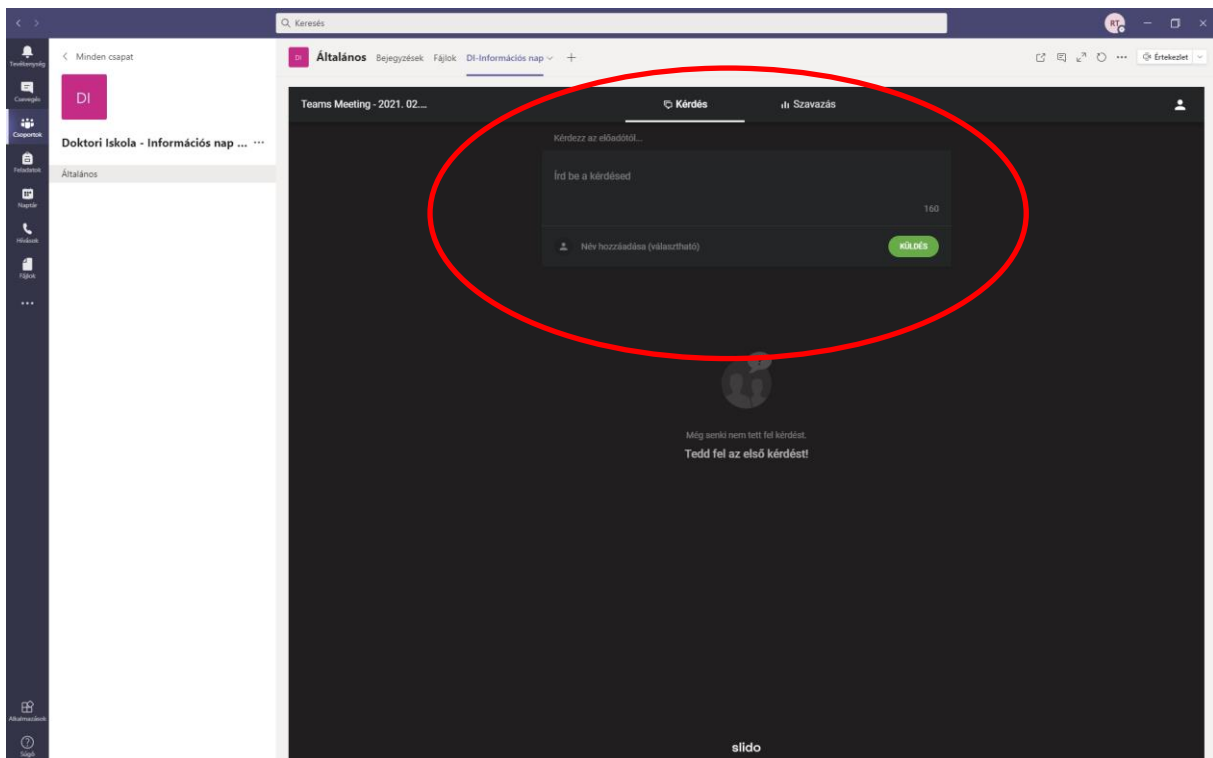 Keresés
RT
Tevékenység
Csevegés
Csoportok
Feladatok
Naptár
Hívások
Fájlok
Alkalmazások
Súgó
Minden csapat
DI
Doktori Iskola - Információs nap ...
Általános
DI
Általános Bejegyzések Fájlok DI-Információs nap
Értekezlet
Teams Meeting - 2021. 02....
Kérdés
Szavazás
Kérdezz az előadótól...
Írd be a kérdésed
160
Név hozzáadása (választható)
KÜLDÉS
Még senki nem tett fel kérdést.
Tedd fel az első kérdést!
slido